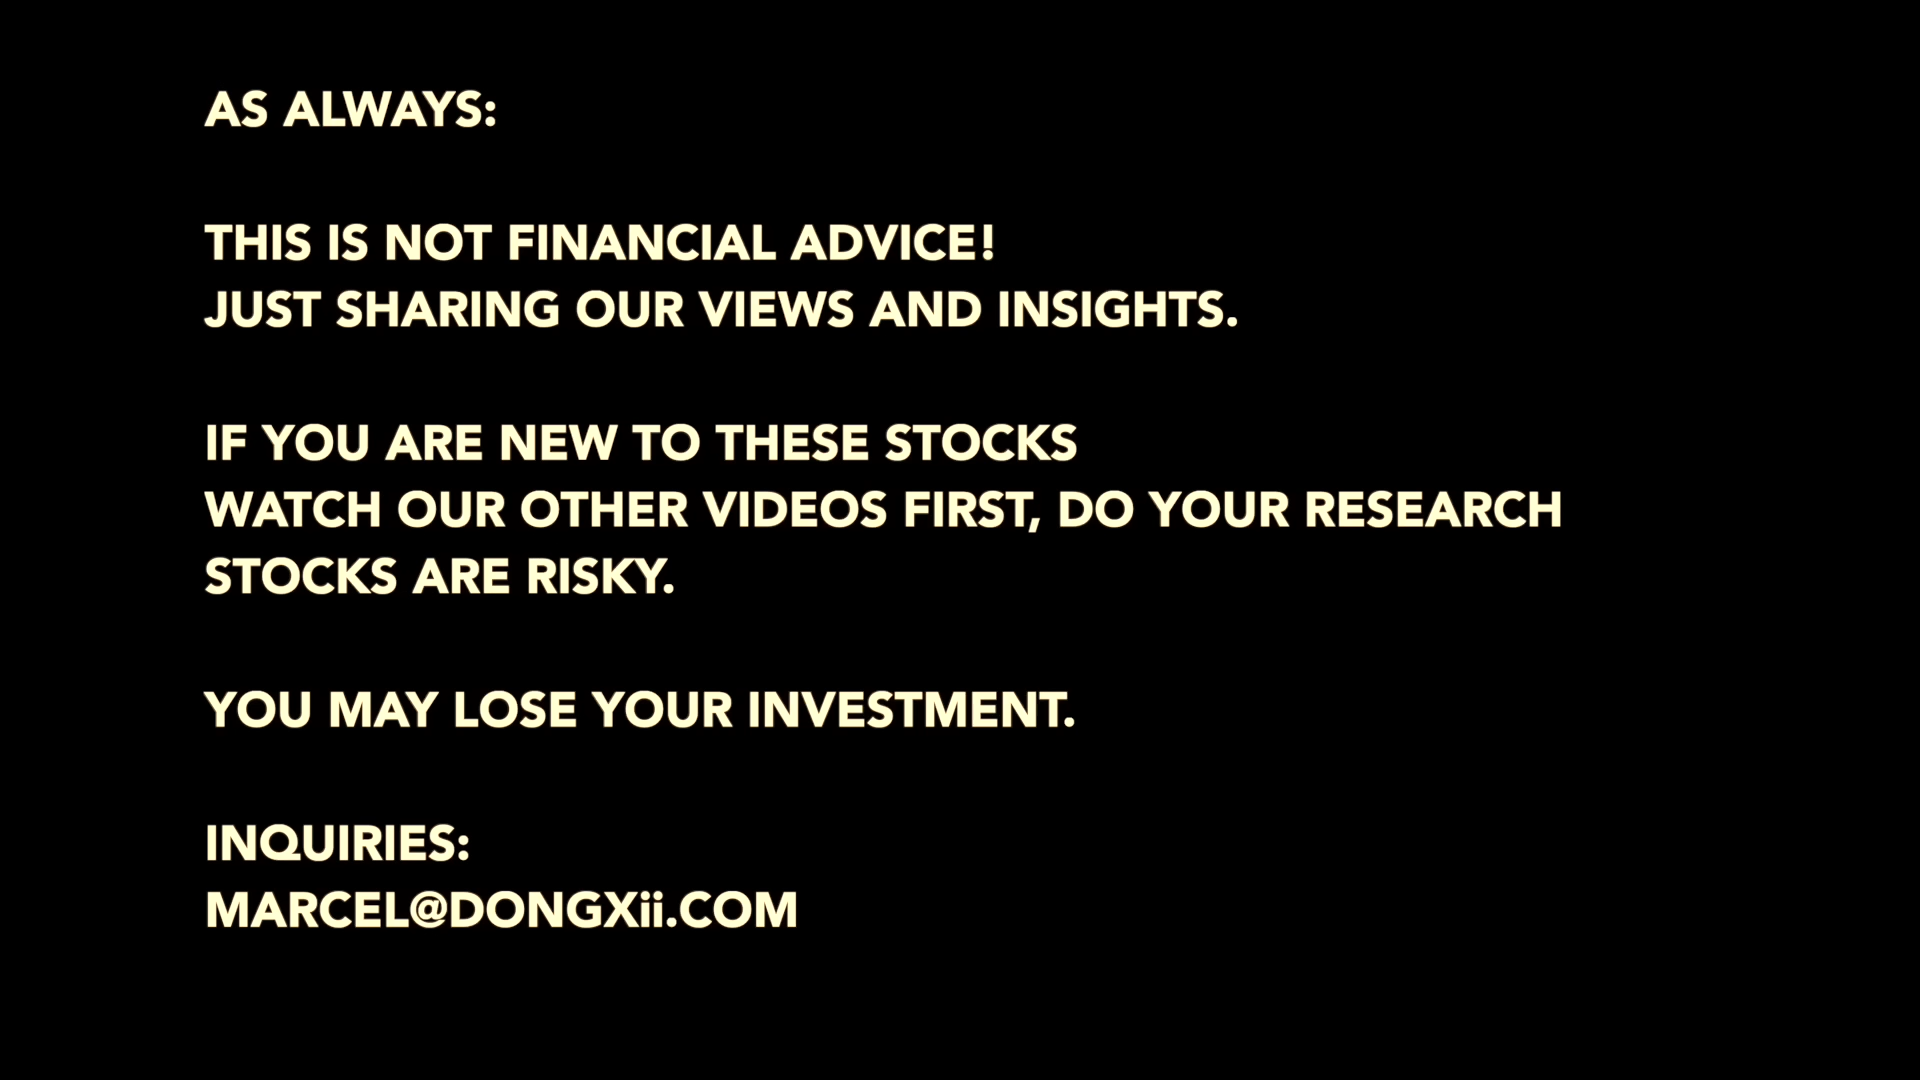 AS ALWAYS:
THIS IS NOT FINANCIAL ADVICE!
JUST SHARING OUR VIEWS AND INSIGHTS.
IF YOU ARE NEW TO THESE STOCKS
WATCH OUR OTHER VIDEOS FIRST, DO YOUR RESEARCH
STOCKS ARE RISKY.
YOU MAY LOSE YOUR INVESTMENT.
INQUIRIES:
MARCEL@DONGXii.COM